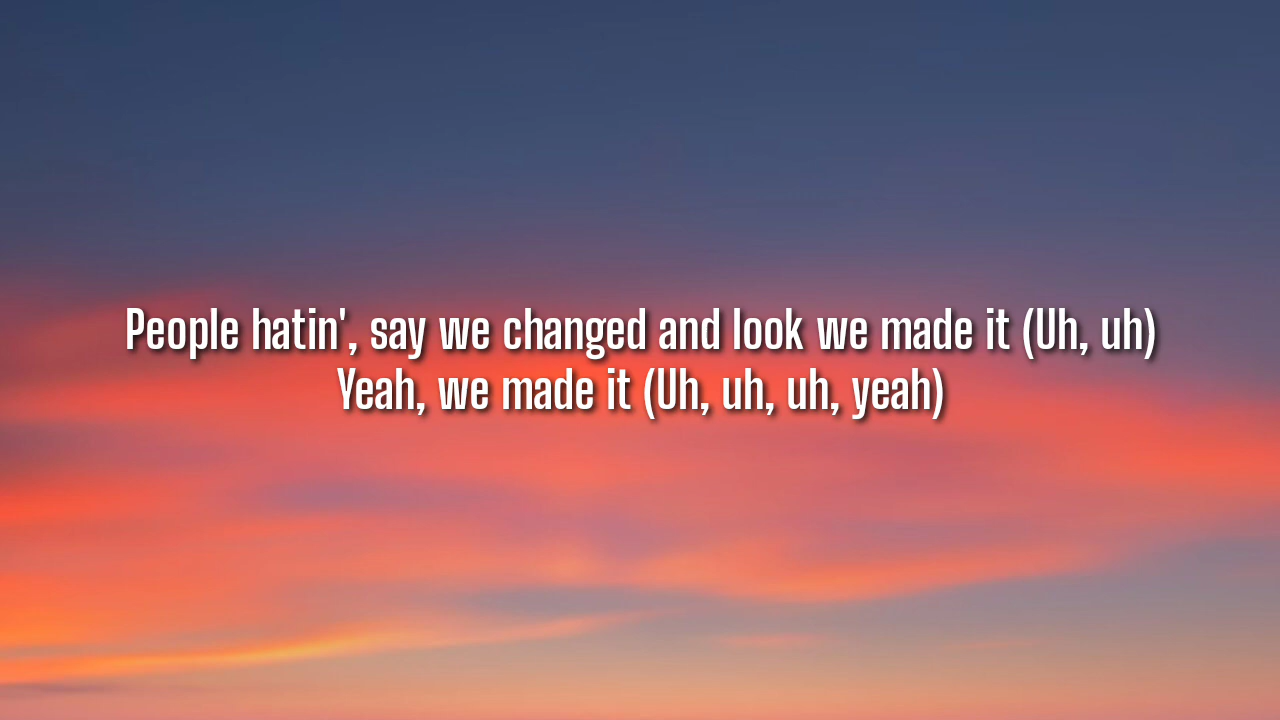 People hatin', say we changed and look we made it (Uh, uh)
Yeah, we made it (Uh, uh, uh, yeah)